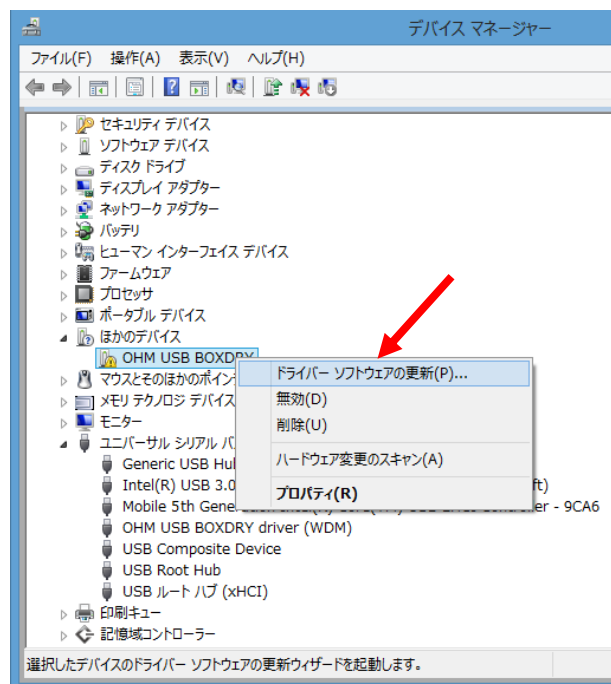 デバイス マネージャー
ファイル(F) 操作(A) 表示(V) ヘルプ(H)
セキュリティ デバイス
ソフトウェア デバイス
ディスク ドライブ
ディスプレイ アダプター
ネットワーク アダプター
バッテリ
ヒューマン インターフェイス デバイス
ファームウェア
プロセッサ
ポータブル デバイス
ほかのデバイス
OHM USB BOXDRY
ドライバー ソフトウェアの更新(P)...
マウスとそのほかのポイン
無効(D)
メモリ テクノロジ デバイス
削除(U)
モニター
ユニバーサル シリアル バ
ハードウェア変更のスキャン(A)
Generic USB Hu
Intel(R) USB 3.0
ft)
プロパティ(R)
Mobile 5th Gene
r - 9CA6
OHM USB BOXDRY driver (WDM)
USB Composite Device
USB Root Hub
USB ルート ハブ (xHCI)
印刷キュー
記憶域コントローラー
選択したデバイスのドライバー ソフトウェアの更新ウィザードを起動します。